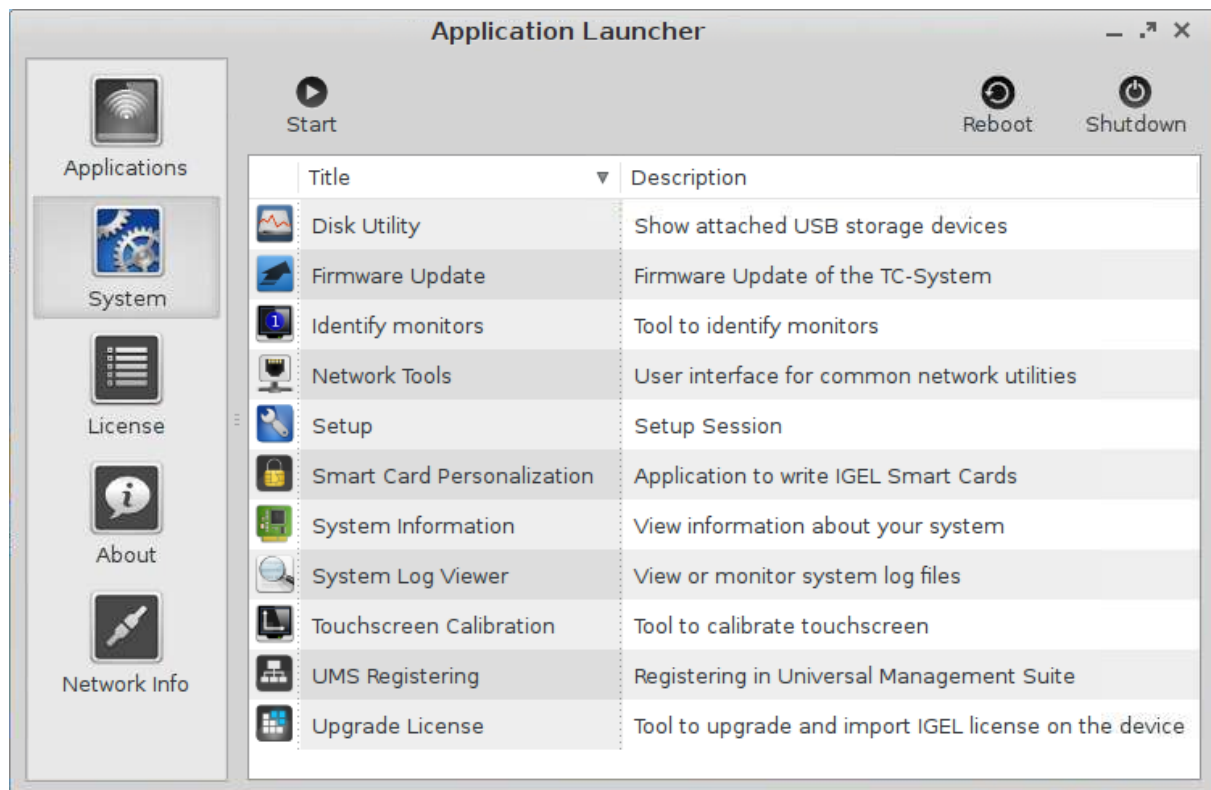 Application Launcher
Start
Reboot
Shutdown
Applications
System
License
About
Network Info
Title Description
Disk Utility Show attached USB storage devices
Firmware Update Firmware Update of the TC-System
1 Identify monitors Tool to identify monitors
Network Tools User interface for common network utilities
Setup Setup Session
Smart Card Personalization Application to write IGEL Smart Cards
System Information View information about your system
System Log Viewer View or monitor system log files
Touchscreen Calibration Tool to calibrate touchscreen
UMS Registering Registering in Universal Management Suite
Upgrade License Tool to upgrade and import IGEL license on the device